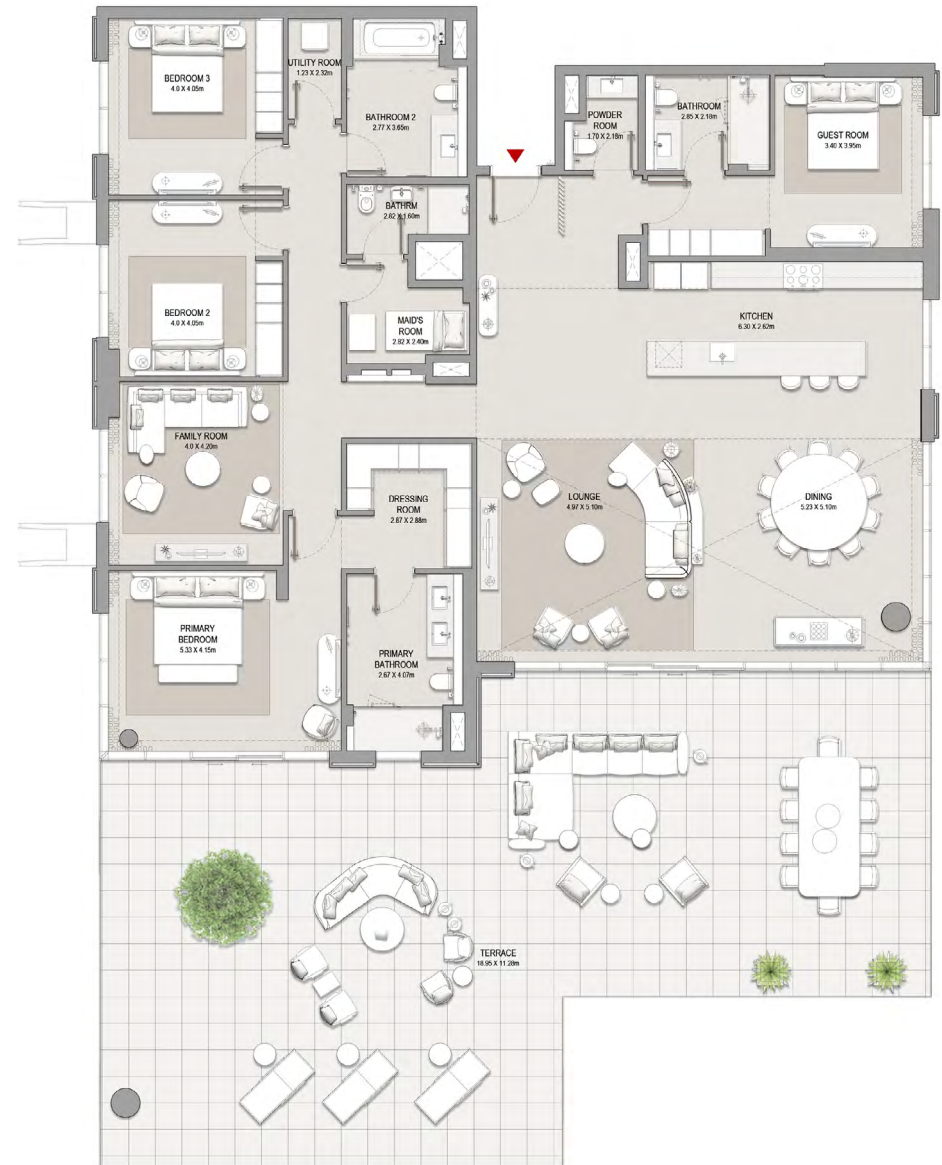 BEDROOM 3
4.0 X 4.05m
UTILITY ROOM
1.23 X 2.32m
BATHROOM 2
2.77 X 3.65m
POWDER
ROOM
1.70 X 2.18m
BATHROOM
2.85 X 2.18m
GUEST ROOM
3.40 X 3.95m
BATHRM
2.82 X 1.60m
BEDROOM 2
4.0 X 4.05m
MAID'S
ROOM
2.82 X 2.40m
KITCHEN
6.30 X 2.62m
FAMILY ROOM
4.0 X 4.20m
DRESSING
ROOM
2.87 X 2.88m
LOUNGE
4.97 X 5.10m
DINING
5.23 X 5.10m
PRIMARY
BEDROOM
5.33 X 4.15m
PRIMARY
BATHROOM
2.67 X 4.07m
TERRACE
18.95 X 11.28m